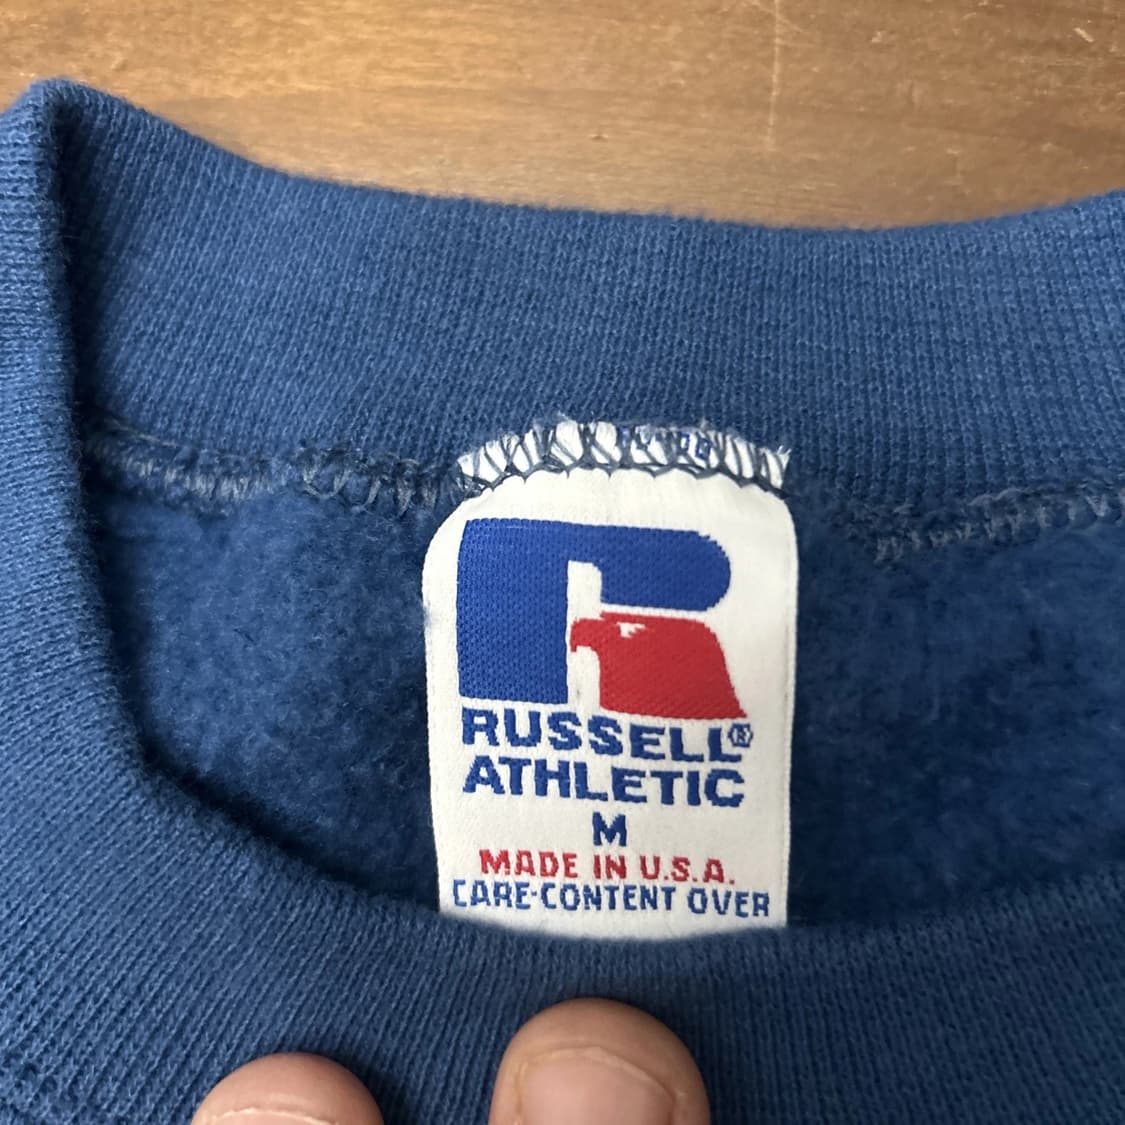 RUSSELL®
ATHLETIC
M
MADE IN U.S.A.
CARE-CONTENT OVER